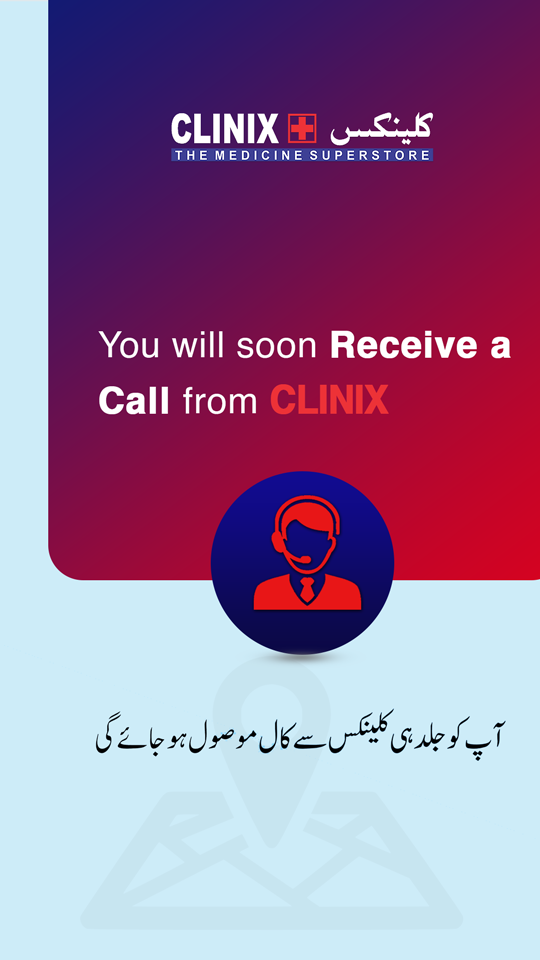 CLINIX کلینکس
THE MEDICINE SUPERSTORE
You will soon Receive a
Call from CLINIX
آپ کو جلد ہی کلینکس سے کال موصول ہو جائے گی